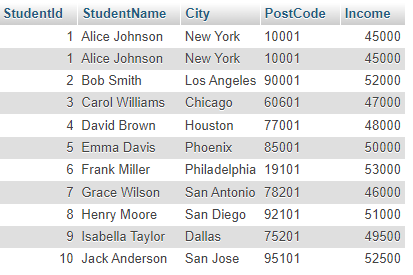 StudentId StudentName City PostCode Income
1 Alice Johnson New York 10001 45000
1 Alice Johnson New York 10001 45000
2 Bob Smith Los Angeles 90001 52000
3 Carol Williams Chicago 60601 47000
4 David Brown Houston 77001 48000
5 Emma Davis Phoenix 85001 50000
6 Frank Miller Philadelphia 19101 53000
7 Grace Wilson San Antonio 78201 46000
8 Henry Moore San Diego 92101 51000
9 Isabella Taylor Dallas 75201 49500
10 Jack Anderson San Jose 95101 52500